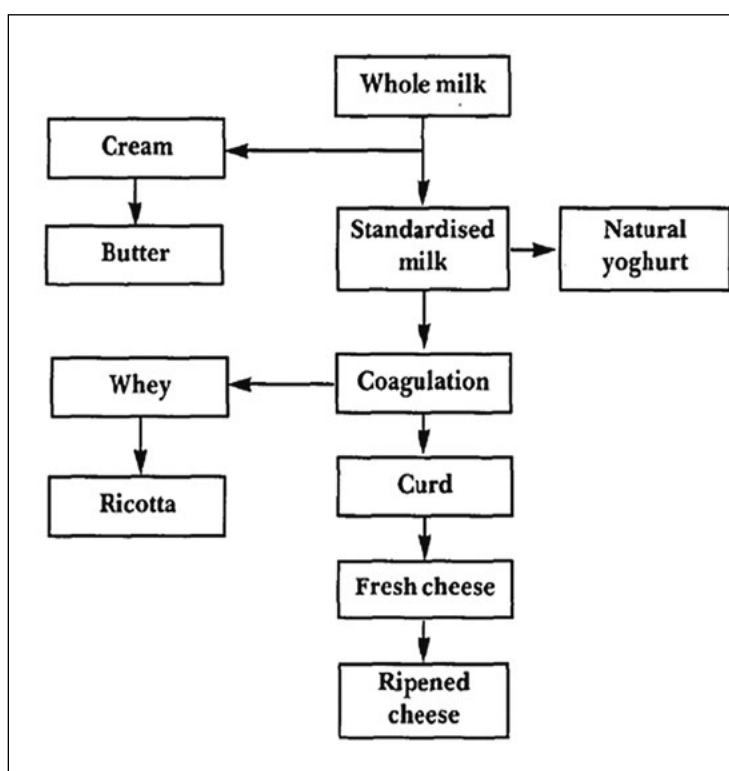 Whole milk
Cream
Butter
Standardised
milk
Natural
yoghurt
Whey
Coagulation
Ricotta
Curd
Fresh cheese
Ripened
cheese